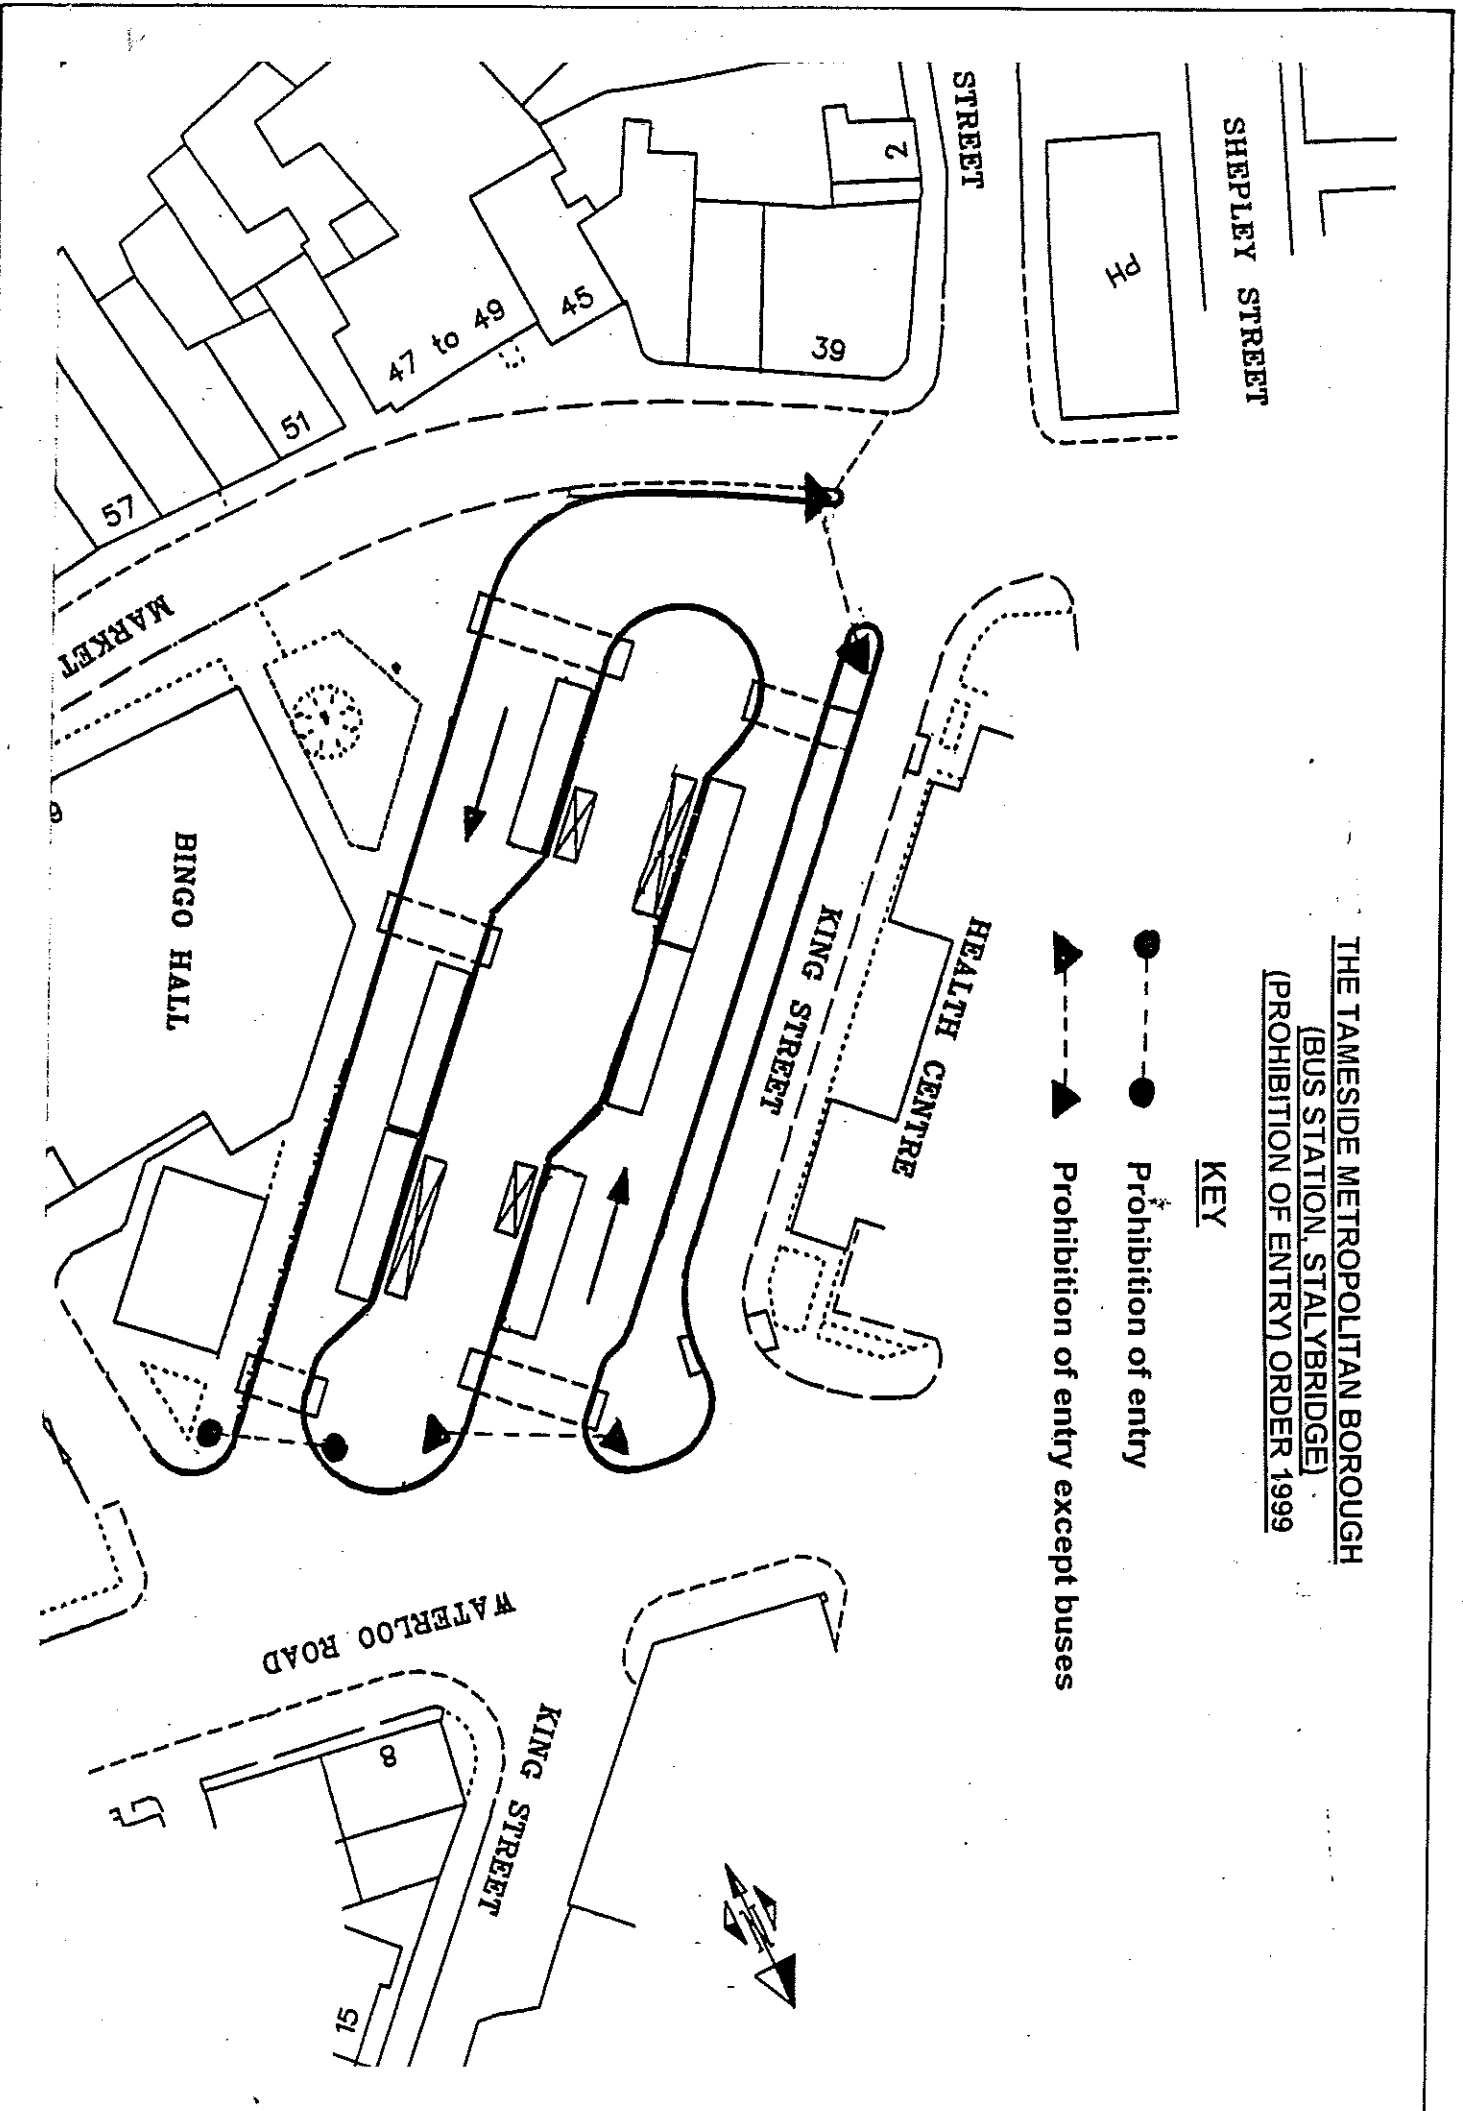 THE TAMESIDE METROPOLITAN BOROUGH
(BUS STATION, STALYBRIDGE)
(PROHIBITION OF ENTRY) ORDER 1999
KEY
Prohibition of entry
Prohibition of entry except buses
SHEPLEY STREET
STREET
PH
2
39
45
47 to 49
51
57
MARKET
HEALTH CENTRE
KING STREET
BINGO HALL
9
WATERLOO ROAD
KING STREET
8
15
N